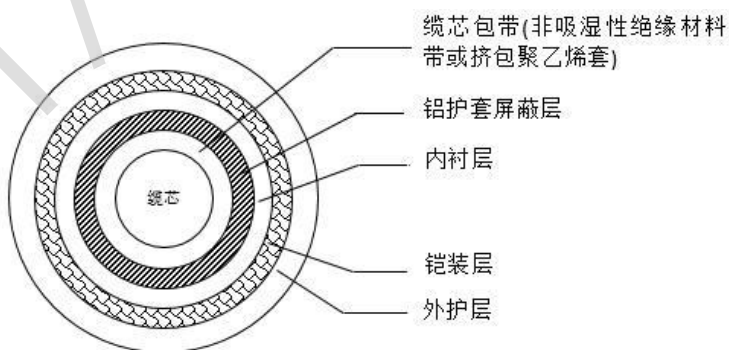 缆芯包带(非吸湿性绝缘材料
带或挤包聚乙烯套)
铝护套屏蔽层
内衬层
缆芯
铠装层
外护层